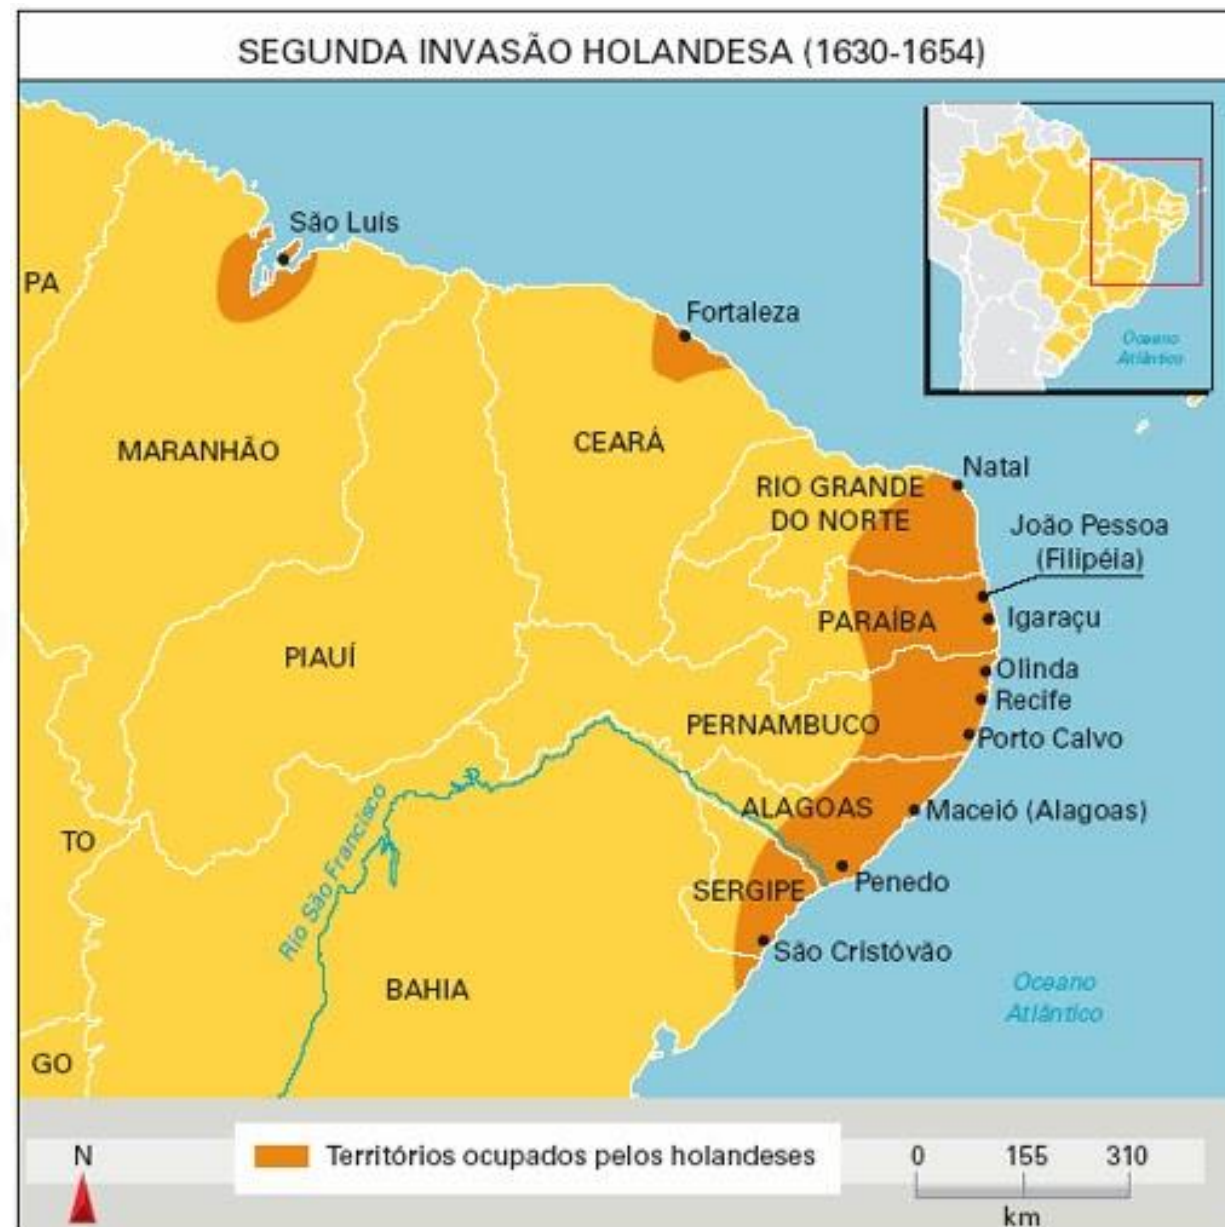 SEGUNDA INVASÃO HOLANDESA (1630-1654)
São Luís
PA
Fortaleza
Oceano
Atlântico
MARANHÃO
CEARÁ
Natal
RIO GRANDE
DO NORTE
João Pessoa
(Filipéia)
PARAÍBA
Igaraçu
PIAUÍ
Olinda
Recife
PERNAMBUCO
Porto Calvo
ALAGOAS
Maceió (Alagoas)
TO
Rio São Francisco
Penedo
SERGIPE
São Cristóvão
BAHIA
Oceano
Atlântico
GO
N
Territórios ocupados pelos holandeses
0 155 310
km